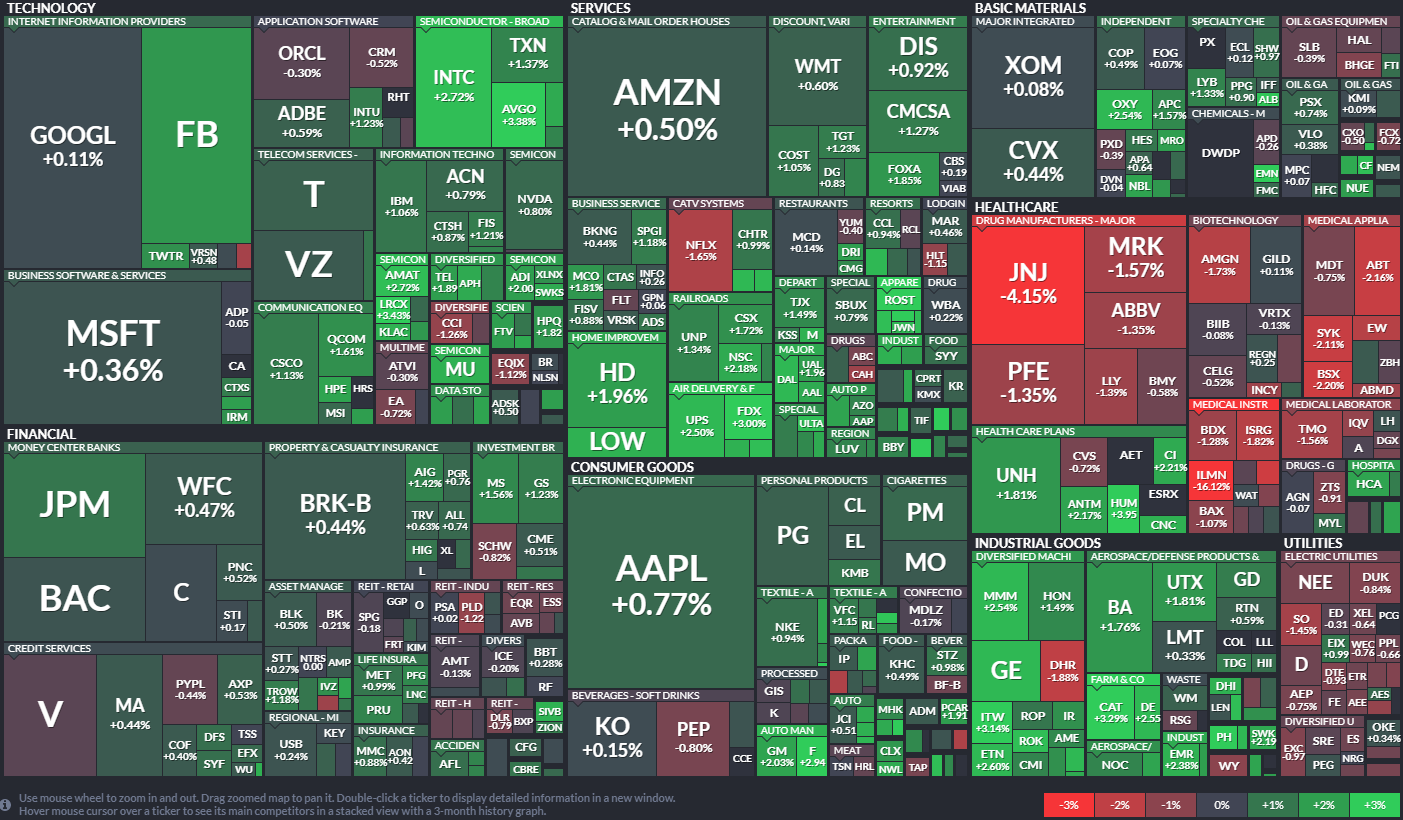 TECHNOLOGY
INTERNET INFORMATION PROVIDERS
GOOGL
+0.11%
FB
TWTR
VRSN
+0.48
APPLICATION SOFTWARE
ORCL
-0.30%
CRM
-0.52%
ADBE
+0.59%
INTU
+1.23%
RHT
SEMICONDUCTOR - BROAD
INTC
+2.72%
TXN
+1.37%
AVGO
+3.38%
BUSINESS SOFTWARE & SERVICES
MSFT
+0.36%
ADP
-0.05
CA
CTXS
IRM
TELECOM SERVICES -
T
VZ
INFORMATION TECHNO
IBM
+1.06%
ACN
+0.79%
CTSH
+0.87%
FIS
+1.21%
SEMICON
NVDA
+0.80%
COMMUNICATION EQ
CSCO
+1.13%
QCOM
+1.61%
HPE
HRS
MSI
SEMICON
AMAT
+2.72%
LRCX
+3.43%
KLAC
DIVERSIFIED
TEL
+1.89
APH
SEMICON
ADI
+2.00
XLNX
SWKS
MULTIME
ATVI
-0.30%
EA
-0.72%
DIVERSIFIE
CCI
-1.26%
SCIEN
FTV
HPQ
+1.82
SEMICON
MU
EQIX
-1.12%
BR
NLSN
DATA STO
ADSK
+0.50
SERVICES
CATALOG & MAIL ORDER HOUSES
AMZN
+0.50%
DISCOUNT, VARI
WMT
+0.60%
COST
+1.05%
TGT
+1.23%
DG
+0.83
ENTERTAINMENT
DIS
+0.92%
CMCSA
+1.27%
FOXA
+1.85%
CBS
+0.19
VIAB
BUSINESS SERVICE
BKNG
+0.44%
SPGI
+1.18%
MCO
+1.81%
CTAS
INFO
+0.26
FLT
GPN
+0.06
FISV
+0.88%
VRSK
ADS
CATV SYSTEMS
NFLX
-1.65%
CHTR
+0.99%
RESTAURANTS
MCD
+0.14%
YUM
-0.40
DRI
CMG
RESORTS
CCL
+0.94%
RCL
LODGIN
MAR
+0.46%
HLT
-1.15
RAILROADS
UNP
+1.34%
CSX
+1.72%
NSC
+2.18%
DEPART
TJX
+1.49%
KSS
M
SPECIAL
SBUX
+0.79%
APPARE
ROST
JWN
DRUG
WBA
+0.22%
HOME IMPROVEM
HD
+1.96%
LOW
MAJOR
DAL
UAL
+1.96
AAL
DRUGS
ABC
CAH
INDUST
FOOD
SYY
AIR DELIVERY & F
UPS
+2.50%
FDX
+3.00%
SPECIAL
ULTA
AUTO P
AZO
AAP
REGION
LUV
CPRT
KMX
KR
TIF
BBY
BASIC MATERIALS
MAJOR INTEGRATED
XOM
+0.08%
CVX
+0.44%
INDEPENDENT
COP
+0.49%
EOG
+0.07%
OXY
+2.54%
APC
+1.57%
PXD
-0.39
HES
MRO
APA
+0.64
DVN
-0.04
NBL
SPECIALTY CHE
PX
ECL
+0.12
SHW
+0.97
LYB
+1.33%
PPG
+0.90
IFF
ALB
CHEMICALS - M
DWDP
APD
-0.26
EMN
FMC
OIL & GAS EQUIPMEN
SLB
-0.39%
HAL
BHGE
FTI
OIL & GA
PSX
+0.74%
VLO
+0.38%
MPC
+0.07
HFC
OIL & GAS
KMI
+0.09%
CXO
-0.50
FCX
-0.72
CF
NEM
NUE
HEALTHCARE
DRUG MANUFACTURERS - MAJOR
JNJ
-4.15%
MRK
-1.57%
ABBV
-1.35%
PFE
-1.35%
LLY
-1.39%
BMY
-0.58%
BIOTECHNOLOGY
AMGN
-1.73%
GILD
+0.11%
BIIB
-0.08%
VRTX
-0.13%
CELG
-0.52%
REGN
+0.25
INCY
MEDICAL APPLIA
MDT
-0.75%
ABT
-2.16%
SYK
-2.11%
EW
BSX
-2.20%
ZBH
ABMD
HEALTH CARE PLANS
UNH
+1.81%
CVS
-0.72%
AET
CI
+2.21%
ANTM
+2.17%
HUM
+3.95
ESRX
CNC
MEDICAL INSTR
BDX
-1.28%
ISRG
-1.82%
ILMN
-16.12%
WAT
BAX
-1.07%
MEDICAL LABORATOR
TMO
-1.56%
IQV
LH
A
DGX
DRUGS - G
AGN
-0.07
ZTS
-0.91
MYL
HOSPITA
HCA
FINANCIAL
MONEY CENTER BANKS
JPM
WFC
+0.47%
BAC
C
PNC
+0.52%
STI
+0.17
PROPERTY & CASUALTY INSURANCE
BRK-B
+0.44%
AIG
+1.42%
PGR
+0.76
TRV
+0.63%
ALL
+0.74
HIG
XL
L
INVESTMENT BR
MS
+1.56%
GS
+1.23%
SCHW
-0.82%
CME
+0.51%
CREDIT SERVICES
V
MA
+0.44%
PYPL
-0.44%
AXP
+0.53%
COF
+0.40%
DFS
TSS
SYF
EFX
WU
ASSET MANAGE
BLK
+0.50%
BK
-0.21%
STT
+0.27%
NTRS
0.00
AMP
TROW
+1.18%
IVZ
REIT - RETAI
SPG
-0.18
GGP
O
FRT
KIM
REIT - INDU
PSA
+0.02
PLD
-1.22
REIT - RES
EQR
ESS
AVB
LIFE INSURA
MET
+0.99%
PFG
LNC
PRU
REIT -
AMT
-0.13%
DIVERS
ICE
-0.20%
BBT
+0.28%
RF
REGIONAL - MI
USB
+0.24%
KEY
INSURANCE
MMC
+0.88%
AON
+0.42
REIT - H
REIT -
DLR
-0.79
BXP
SIVB
ZION
ACCIDEN
AFL
CFG
CBRE
CONSUMER GOODS
ELECTRONIC EQUIPMENT
AAPL
+0.77%
PERSONAL PRODUCTS
PG
CL
EL
KMB
CIGARETTES
PM
MO
TEXTILE - A
NKE
+0.94%
TEXTILE - A
VFC
+1.15
RL
CONFECTIO
MDLZ
-0.17%
PACKA
IP
FOOD -
KHC
+0.49%
BEVER
STZ
+0.98%
BF-B
BEVERAGES - SOFT DRINKS
KO
+0.15%
PEP
-0.80%
CCE
PROCESSED
GIS
K
AUTO
JCI
+0.51
MHK
ADM
PCAR
+1.91
AUTO MAN
GM
+2.03%
F
+2.94
MEAT
TSN
HRL
CLX
NWL
TAP
INDUSTRIAL GOODS
DIVERSIFIED MACHI
MMM
+2.54%
HON
+1.49%
GE
DHR
-1.88%
ITW
+3.14%
ROP
IR
ROK
AME
ETN
+2.60%
CMI
AEROSPACE/DEFENSE PRODUCTS &
BA
+1.76%
UTX
+1.81%
GD
RTN
+0.59%
LMT
+0.33%
COL
LLL
TDG
HII
FARM & CO
CAT
+3.29%
DE
+2.55
WASTE
WM
RSG
DHI
LEN
AEROSPACE/
NOC
INDUST
EMR
+2.38%
PH
SWK
+2.19
WY
UTILITIES
ELECTRIC UTILITIES
NEE
DUK
-0.84%
SO
-1.45%
ED
-0.31
XEL
-0.64
PCG
D
EIX
+0.99
WEC
-0.76
PPL
-0.66
DTE
-0.93
ETR
AEP
-0.75%
FE
AEE
AES
DIVERSIFIED U
EXC
-0.97
SRE
ES
OKE
+0.34%
PEG
NRG
Use mouse wheel to zoom in and out. Drag zoomed map to pan it. Double-click a ticker to display detailed information in a new window.
Hover mouse cursor over a ticker to see its main competitors in a stacked view with a 3-month history graph.
-3%
-2%
-1%
0%
+1%
+2%
+3%